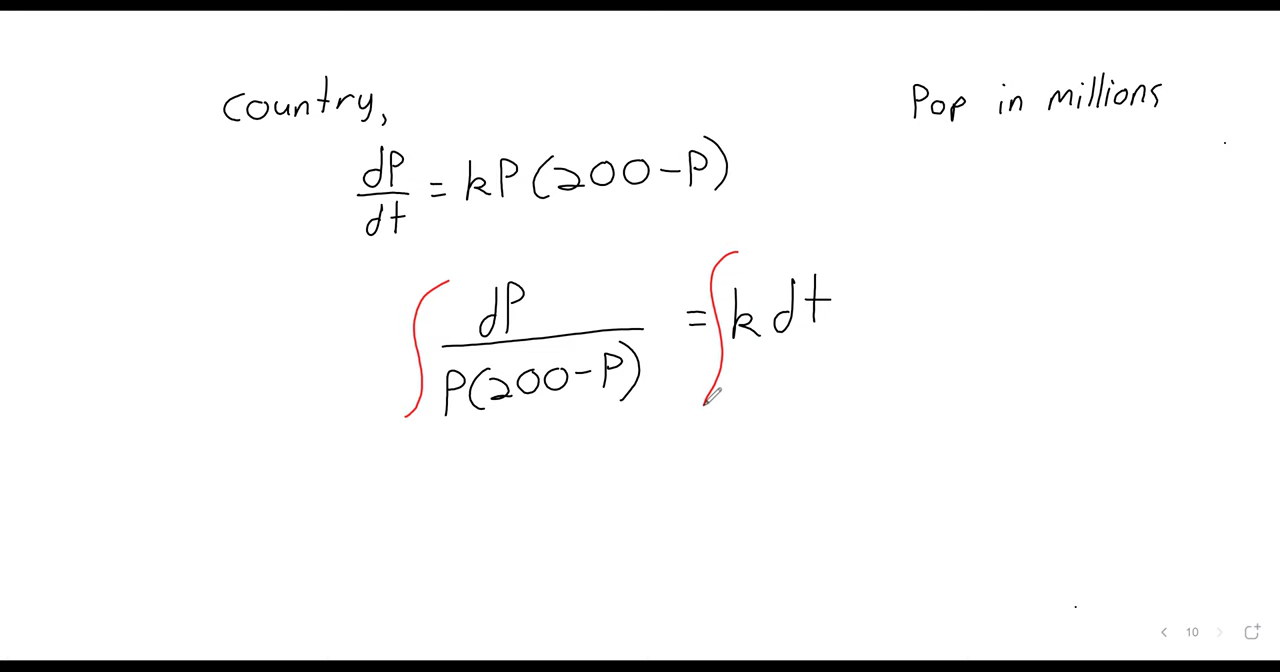 Country,
Pop in millions
dP/dt = kP(200-P)
∫ dP/P(200-P) = ∫ k dt
10